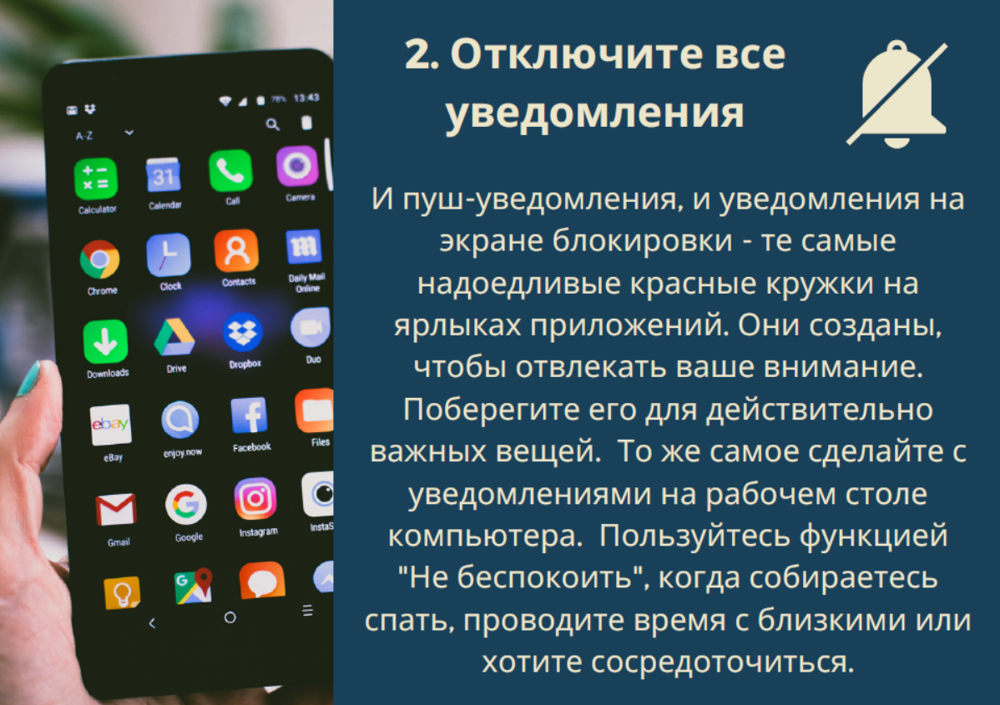 78% 13:43
A-Z
Calculator
Calendar
Call
Camera
31
Chrome
Clock
Contacts
Daily Mail
Online
Downloads
Drive
Dropbox
Duo
ebay
eBay
enjoy.now
Facebook
Files
Gmail
Google
Instagram
InstaS
2. Отключите все
уведомления
И пуш-уведомления, и уведомления на
экране блокировки - те самые
надоедливые красные кружки на
ярлыках приложений. Они созданы,
чтобы отвлекать ваше внимание.
Поберегите его для действительно
важных вещей. То же самое сделайте с
уведомлениями на рабочем столе
компьютера. Пользуйтесь функцией
"Не беспокоить", когда собираетесь
спать, проводите время с близкими или
хотите сосредоточиться.